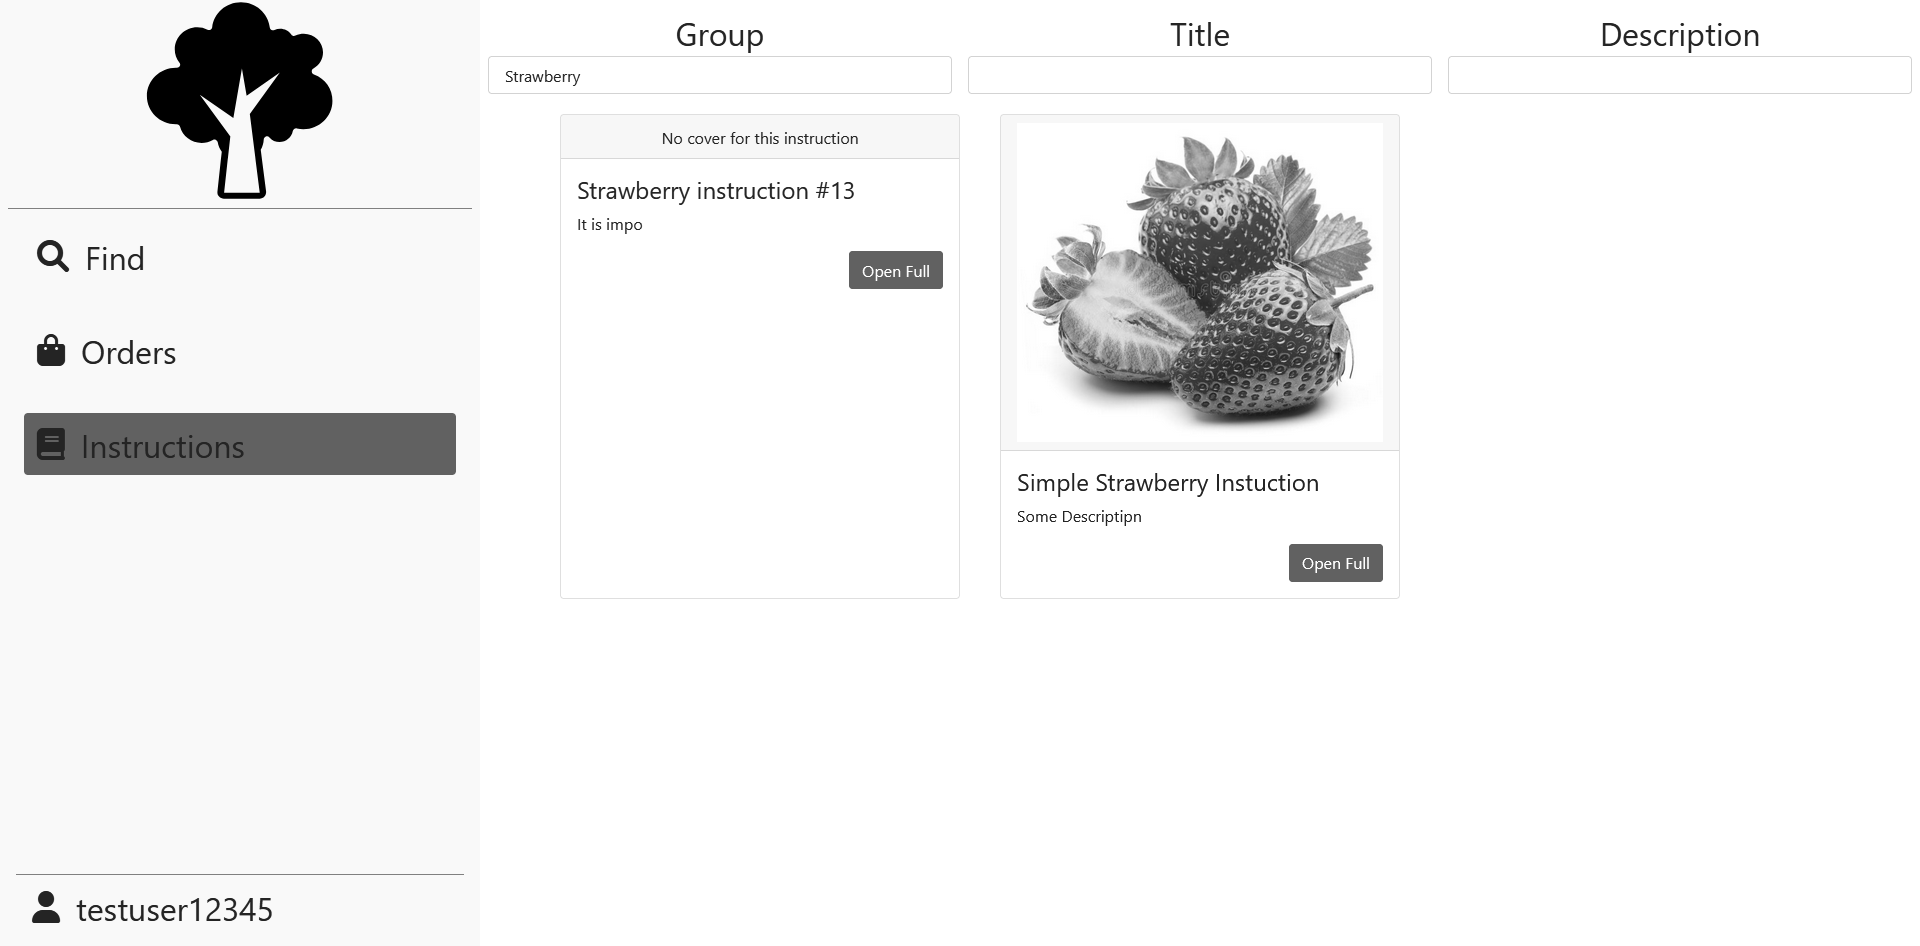 Group
Title
Description
Strawberry
Find
Orders
Instructions
No cover for this instruction
Strawberry instruction #13
It is impo
Open Full
Simple Strawberry Instuction
Some Descriptipn
Open Full
testuser12345